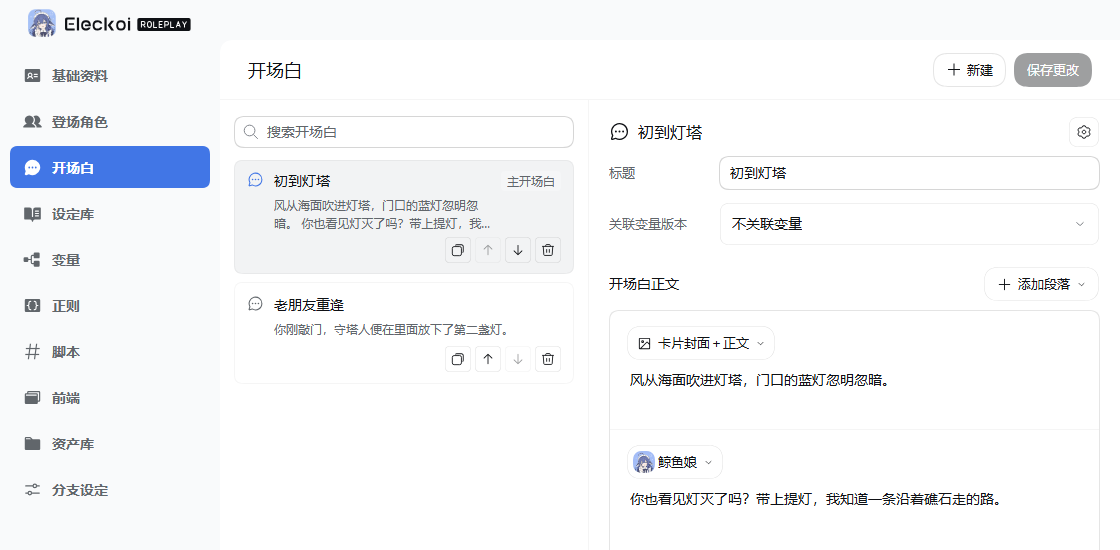 Eleckoi ROLEPLAY
基础资料
登场角色
开场白
设定库
变量
正则
脚本
前端
资产库
分支设定
开场白
新建
保存更改
搜索开场白
初到灯塔
主开场白
风从海面吹进灯塔，门口的蓝灯忽明忽
暗。 你也看见灯灭了吗？带上提灯，我...
老朋友重逢
你刚敲门，守塔人便在里面放下了第二盏灯。
初到灯塔
标题
初到灯塔
关联变量版本
不关联变量
开场白正文
添加段落
卡片封面 + 正文
风从海面吹进灯塔，门口的蓝灯忽明忽暗。
鲸鱼娘
你也看见灯灭了吗？带上提灯，我知道一条沿着礁石走的路。